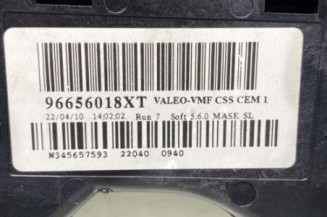 96656018XT VALEO-VMF CSS CEM 1
22/04/10 14:02:02 Run 7 Soft 5.6.0 MASK SL
N345657593 22040 0940